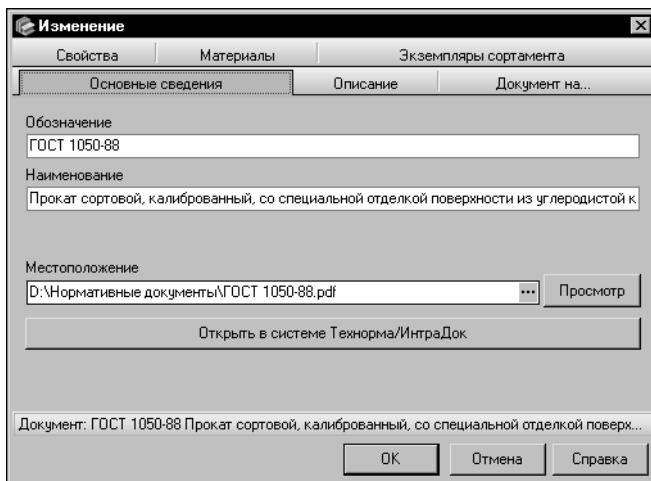 Изменение
Свойства Материалы Экземпляры сортамента
Основные сведения Описание Документ на...
Обозначение
ГОСТ 1050-88
Наименование
Прокат сортовой, калиброванный, со специальной отделкой поверхности из углеродистой к
Местоположение
D:\Нормативные документы\ГОСТ 1050-88.pdf ... Просмотр
Открыть в системе Технорма/ИнтраДок
Документ: ГОСТ 1050-88 Прокат сортовой, калиброванный, со специальной отделкой поверх...
OK Отмена Справка